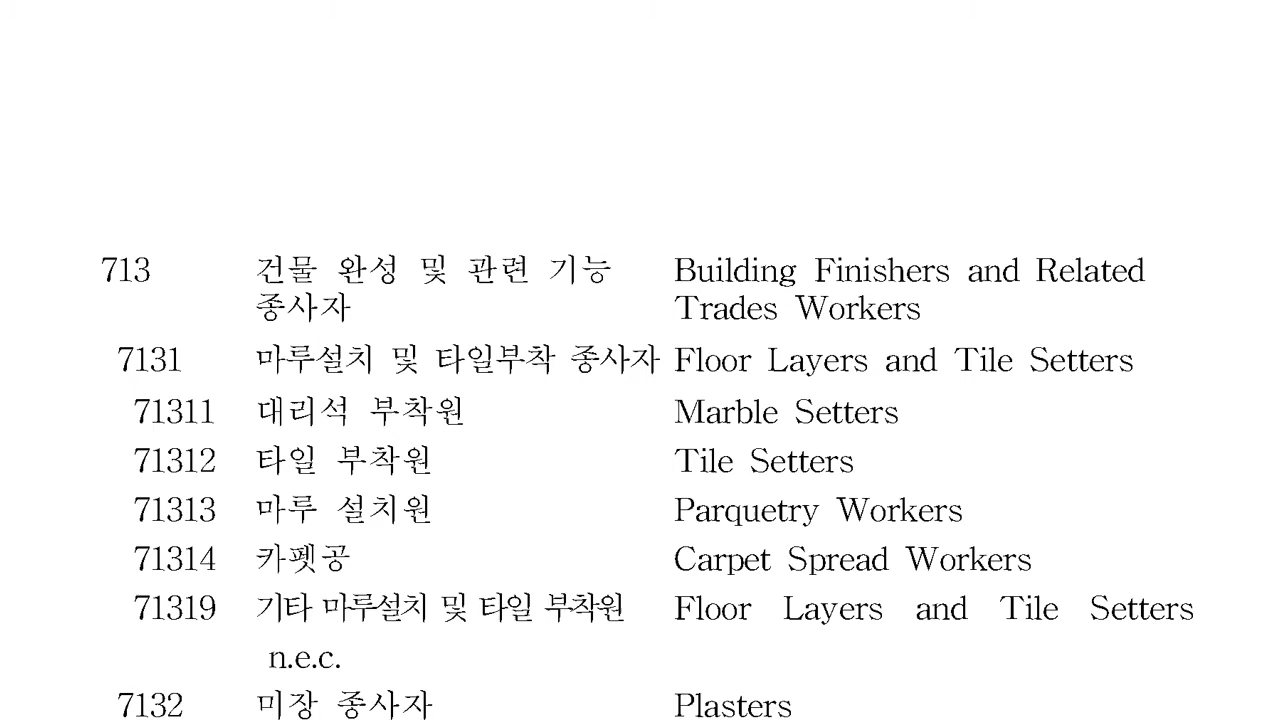 713 건물 완성 및 관련 기능 Building Finishers and Related
종사자 Trades Workers
7131 마루설치 및 타일부착 종사자 Floor Layers and Tile Setters
71311 대리석 부착원 Marble Setters
71312 타일 부착원 Tile Setters
71313 마루 설치원 Parquetry Workers
71314 카펫공 Carpet Spread Workers
71319 기타 마루설치 및 타일 부착원 Floor Layers and Tile Setters
n.e.c.
7132 미장 종사자 Plasters